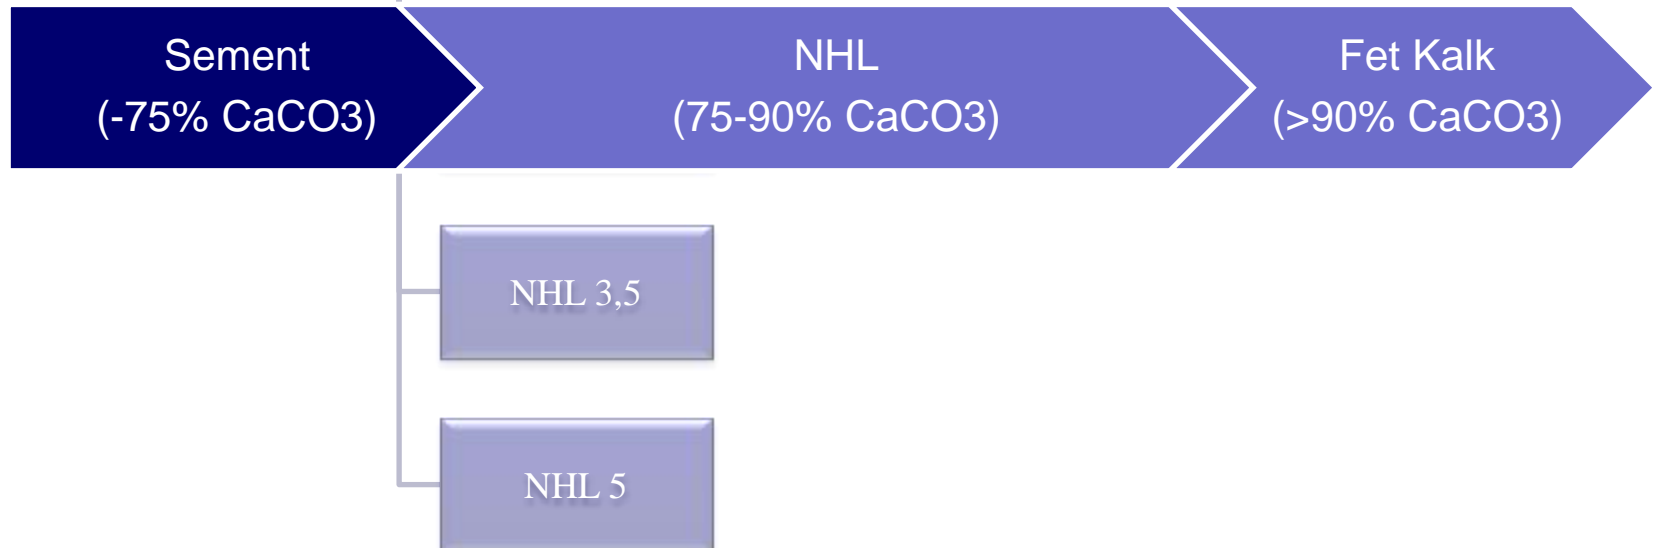 Sement
(-75% CaCO3)
NHL
(75-90% CaCO3)
Fet Kalk
(>90% CaCO3)
NHL 3,5
NHL 5